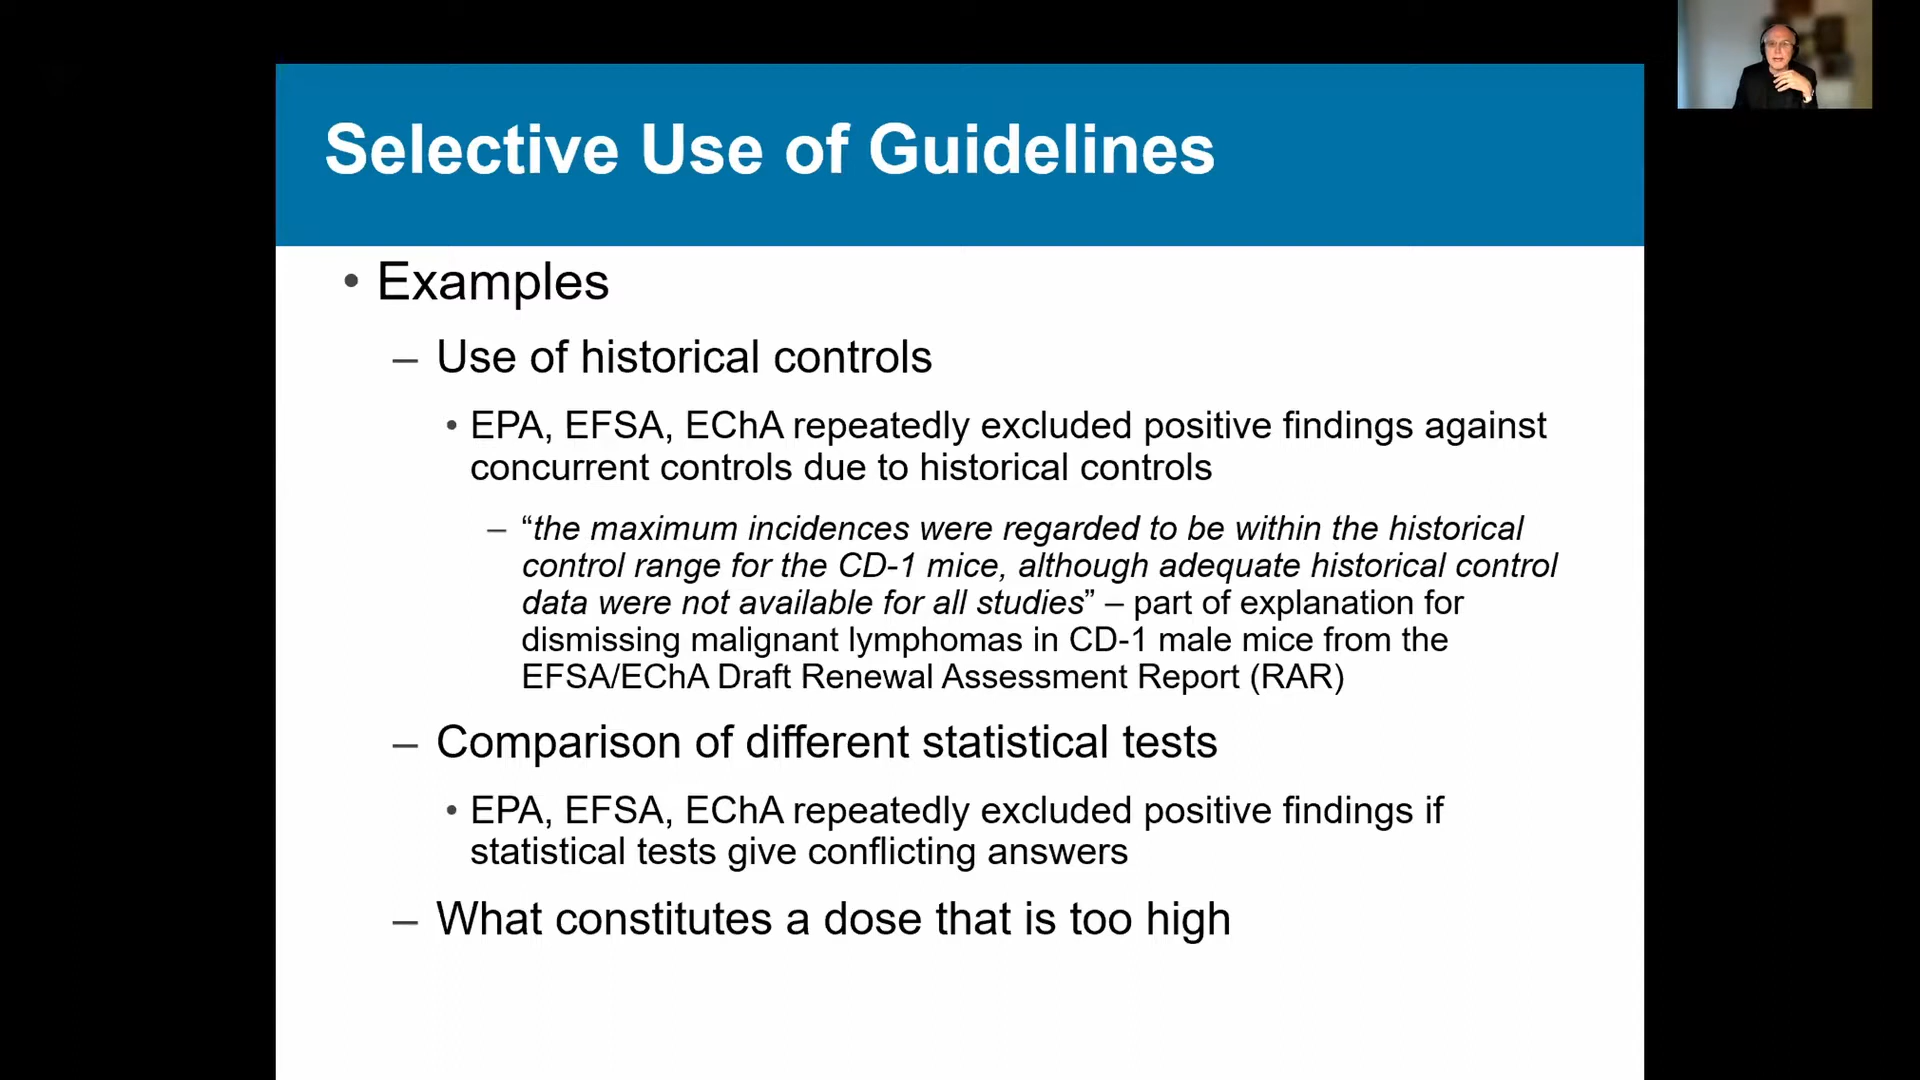 Selective Use of Guidelines
• Examples
– Use of historical controls
• EPA, EFSA, EChA repeatedly excluded positive findings against
concurrent controls due to historical controls
– “the maximum incidences were regarded to be within the historical
control range for the CD-1 mice, although adequate historical control
data were not available for all studies” – part of explanation for
dismissing malignant lymphomas in CD-1 male mice from the
EFSA/EChA Draft Renewal Assessment Report (RAR)
– Comparison of different statistical tests
• EPA, EFSA, EChA repeatedly excluded positive findings if
statistical tests give conflicting answers
– What constitutes a dose that is too high